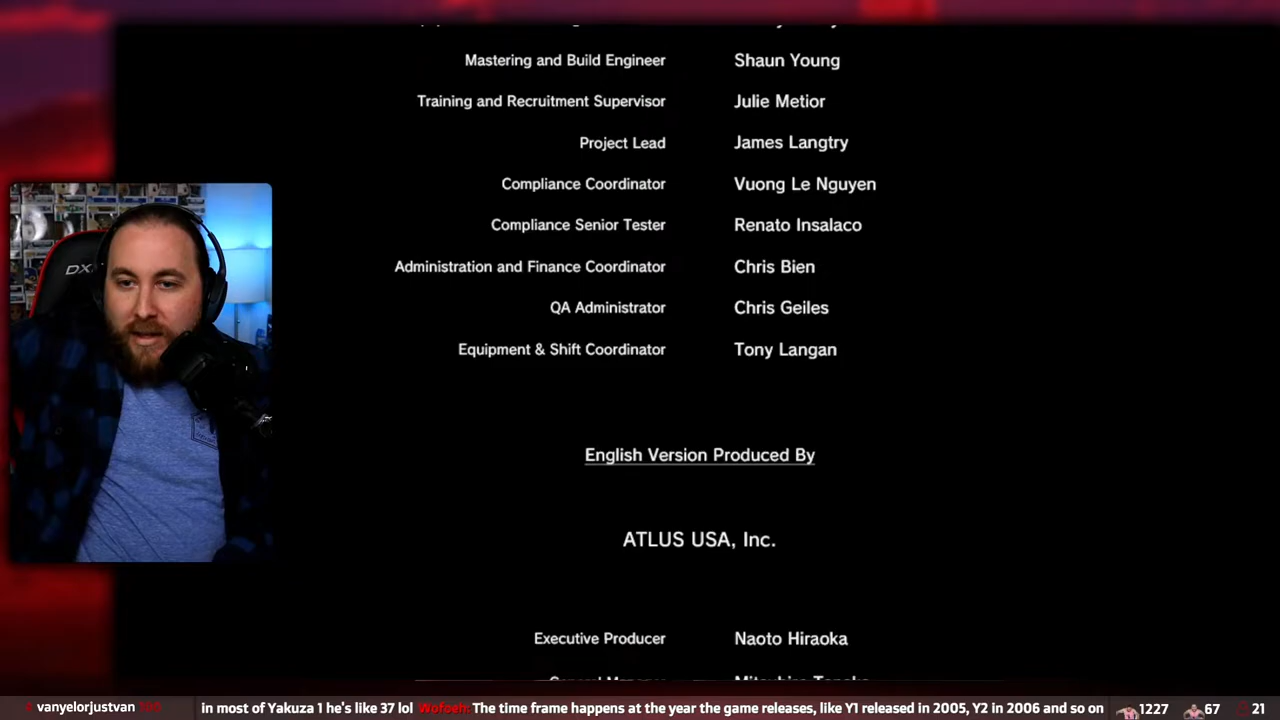 Mastering and Build Engineer Shaun Young
Training and Recruitment Supervisor Julie Metior
Project Lead James Langtry
Compliance Coordinator Vuong Le Nguyen
Compliance Senior Tester Renato Insalaco
Administration and Finance Coordinator Chris Bien
QA Administrator Chris Geiles
Equipment & Shift Coordinator Tony Langan
English Version Produced By
ATLUS USA, Inc.
Executive Producer Naoto Hiraoka
DX
vanyelorjustvan in most of Yakuza 1 he's like 37 lol Wofoeh: The time frame happens at the year the game releases, like Y1 released in 2005, Y2 in 2006 and so on 1227 67 21